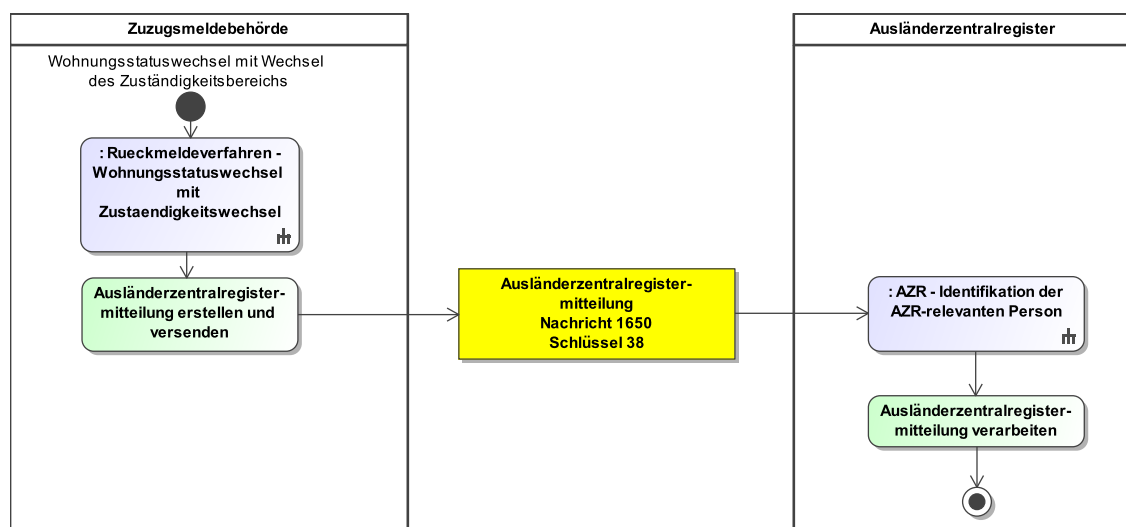 Zuzugsmeldebehörde
Wohnungsstatuswechsel mit Wechsel
des Zuständigkeitsbereichs
: Rueckmeldeverfahren -
Wohnungsstatuswechsel
mit
Zustaendigkeitswechsel
Ausländerzentralregister-
mitteilung erstellen und
versenden
Ausländerzentralregister-
mitteilung
Nachricht 1650
Schlüssel 38
Ausländerzentralregister
: AZR - Identifikation der
AZR-relevanten Person
Ausländerzentralregister-
mitteilung verarbeiten